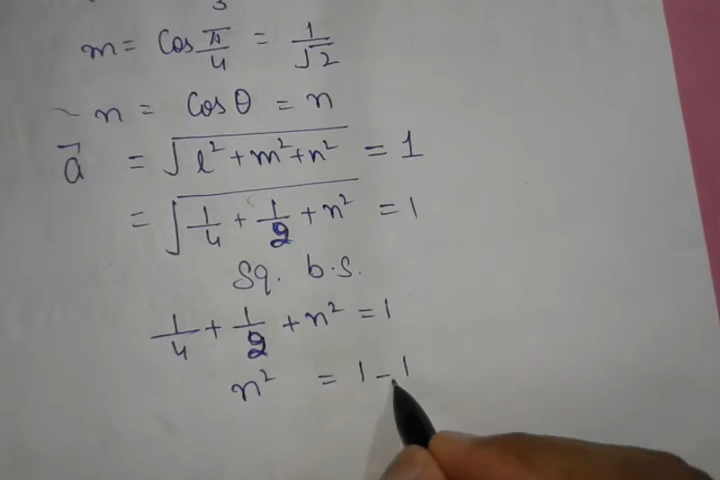 3
m = Cos π/4 = 1/√2
n = Cos θ = n
a⃗ = √(l² + m² + n²) = 1
= √(1/4 + 1/2 + n²) = 1
Sq. b.s.
1/4 + 1/2 + n² = 1
n² = 1 - 1